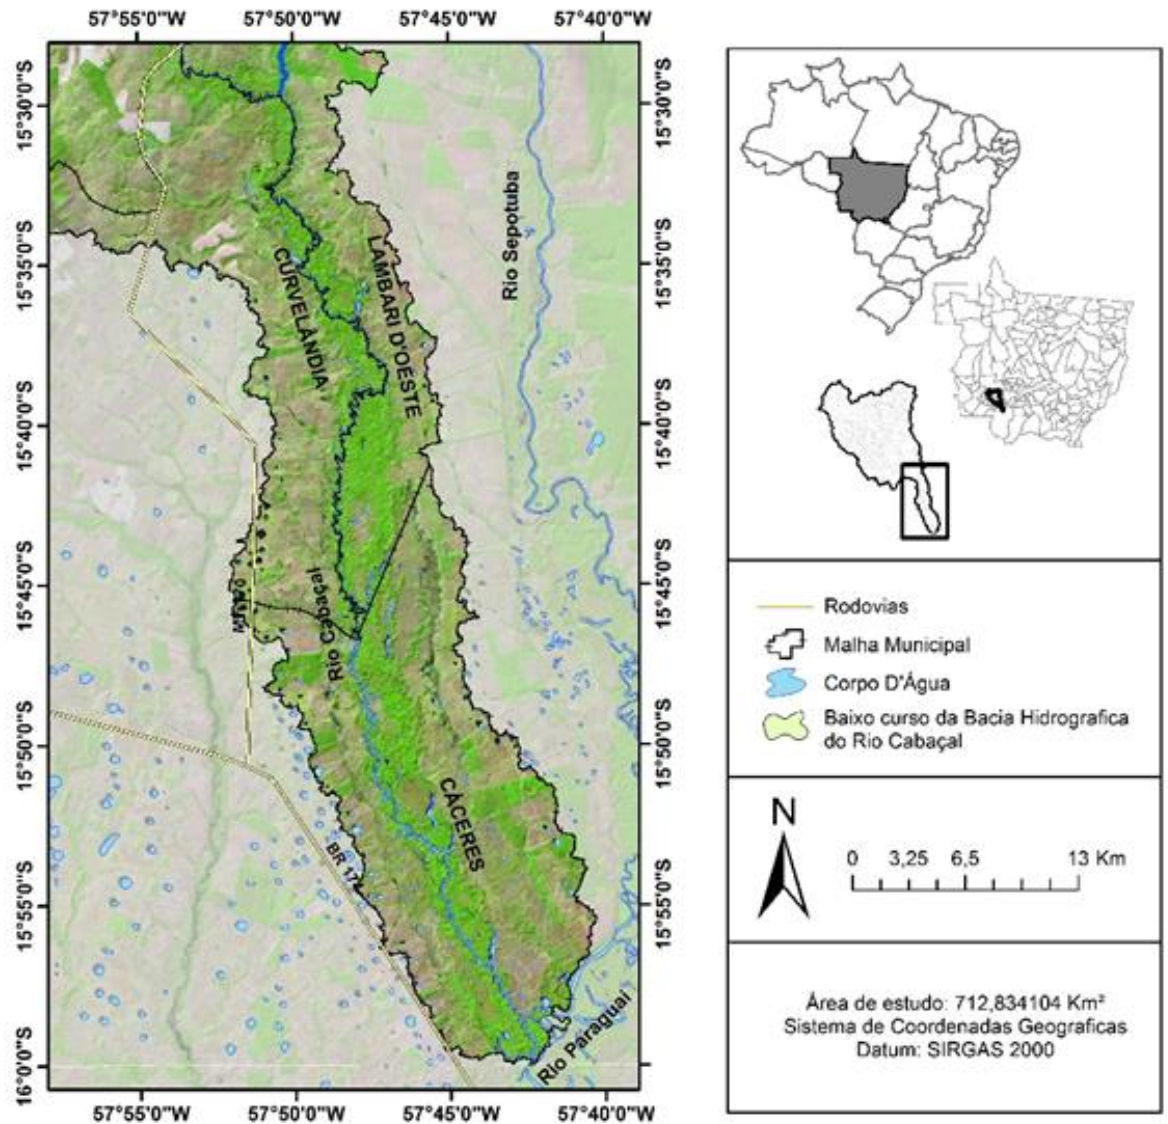 57°55'0"W 57°50'0"W 57°45'0"W 57°40'0"W
15°30'0"S
15°35'0"S
15°40'0"S
15°45'0"S
15°50'0"S
15°55'0"S
16°0'0"S
Rio Sepotuba
LAMBARI D'OESTE
CURVELÂNDIA
Rio Cabaçal
CÁCERES
BR 17
Rio Paraguai
15°30'0"S
15°35'0"S
15°40'0"S
15°45'0"S
15°50'0"S
15°55'0"S
57°55'0"W 57°50'0"W 57°45'0"W 57°40'0"W
Rodovias
Malha Municipal
Corpo D'Água
Baixo curso da Bacia Hidrografica
do Rio Cabaçal
N
0 3,25 6,5 13 Km
Área de estudo: 712,834104 Km²
Sistema de Coordenadas Geograficas
Datum: SIRGAS 2000